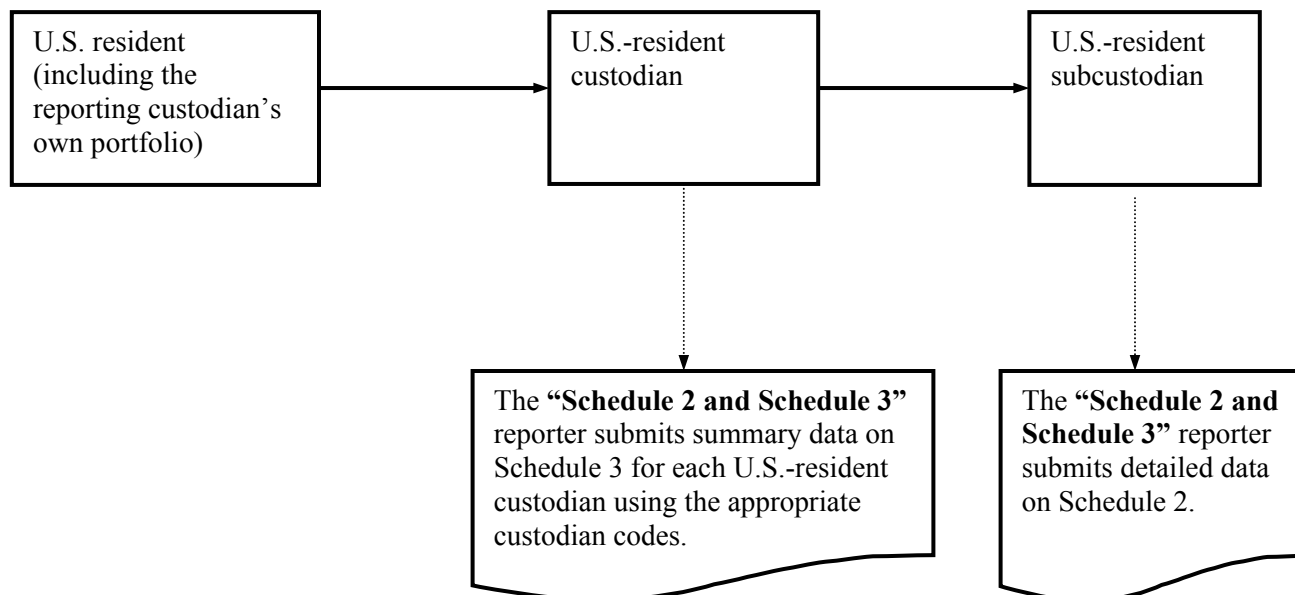 U.S. resident
(including the
reporting custodian’s
own portfolio)
U.S.-resident
custodian
U.S.-resident
subcustodian
The “Schedule 2 and Schedule 3”
reporter submits summary data on
Schedule 3 for each U.S.-resident
custodian using the appropriate
custodian codes.
The “Schedule 2 and
Schedule 3” reporter
submits detailed data
on Schedule 2.